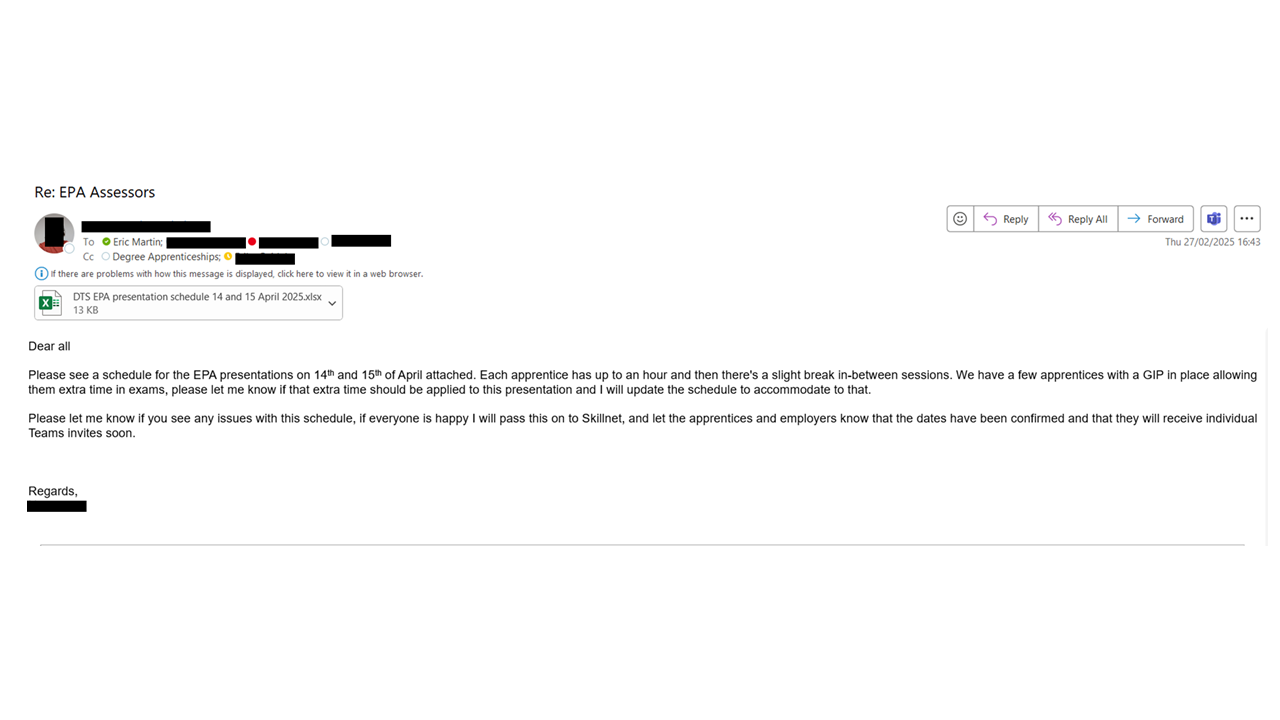 Re: EPA Assessors
Reply
Reply All
Forward
To Eric Martin;
Thu 27/02/2025 16:43
Cc Degree Apprenticeships;
If there are problems with how this message is displayed, click here to view it in a web browser.
DTS EPA presentation schedule 14 and 15 April 2025.xlsx
13 KB
Dear all
Please see a schedule for the EPA presentations on 14th and 15th of April attached. Each apprentice has up to an hour and then there's a slight break in-between sessions. We have a few apprentices with a GIP in place allowing
them extra time in exams, please let me know if that extra time should be applied to this presentation and I will update the schedule to accommodate to that.
Please let me know if you see any issues with this schedule, if everyone is happy I will pass this on to Skillnet, and let the apprentices and employers know that the dates have been confirmed and that they will receive individual
Teams invites soon.
Regards,